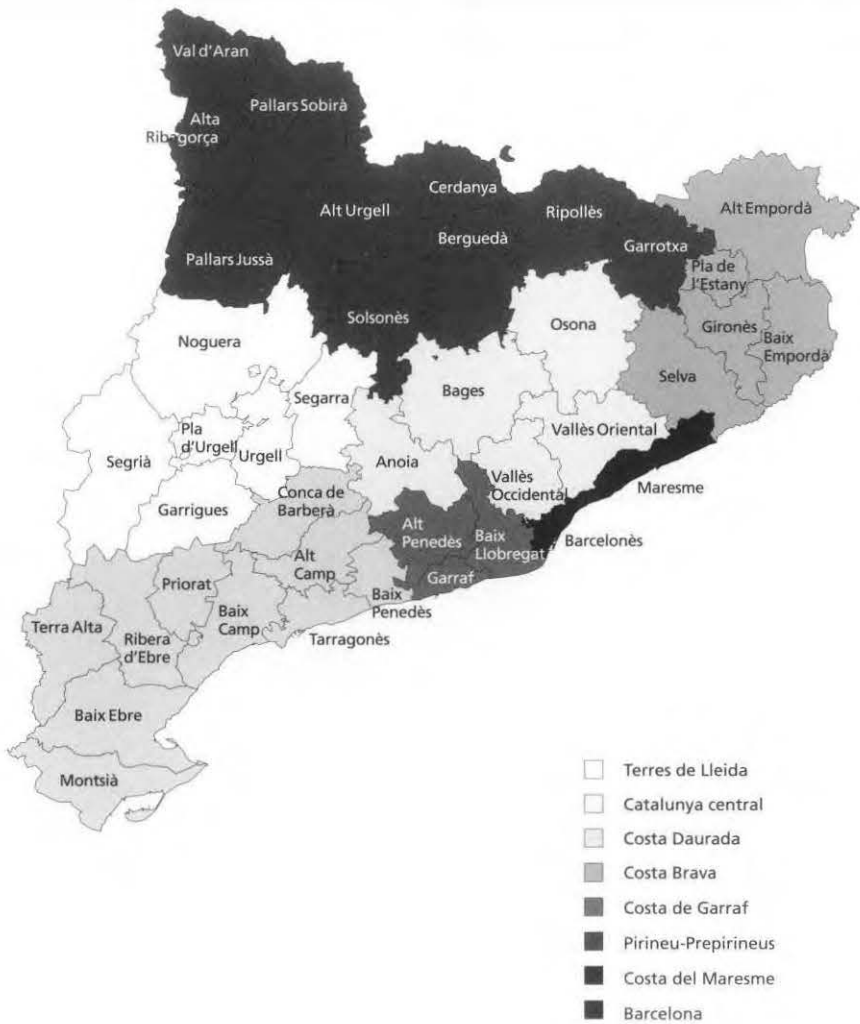 Val d'Aran
Pallars Sobirà
Alta
Ribagorça
Cerdanya
Alt Urgell
Ripollès
Alt Empordà
Berguedà
Garrotxa
Pallars Jussà
Pla de
l'Estany
Solsonès
Osona
Gironès
Baix
Empordà
Noguera
Selva
Bages
Segarra
Pla
d'Urgell
Vallès Oriental
Urgell
Segrià
Anoia
Vallès
Occidental
Maresme
Conca de
Barberà
Garrigues
Alt
Penedès
Baix
Llobregat
Barcelonès
Alt
Camp
Garraf
Priorat
Baix
Penedès
Baix
Camp
Terra Alta
Ribera
d'Ebre
Tarragonès
Baix Ebre
Montsià
Terres de Lleida
Catalunya central
Costa Daurada
Costa Brava
Costa de Garraf
Pirineu-Prepirineus
Costa del Maresme
Barcelona